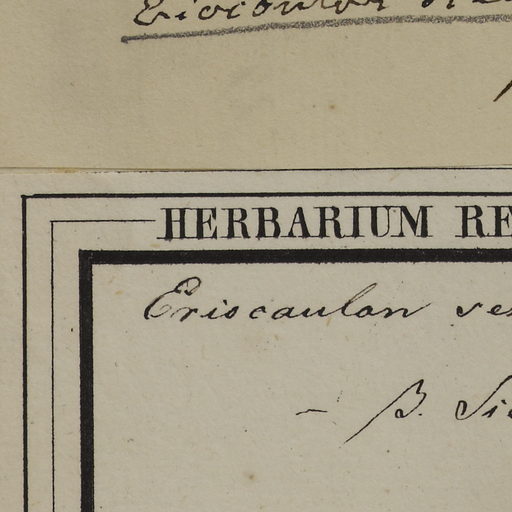 HERBARIUM RE
Eriocaulon se
– β. Si